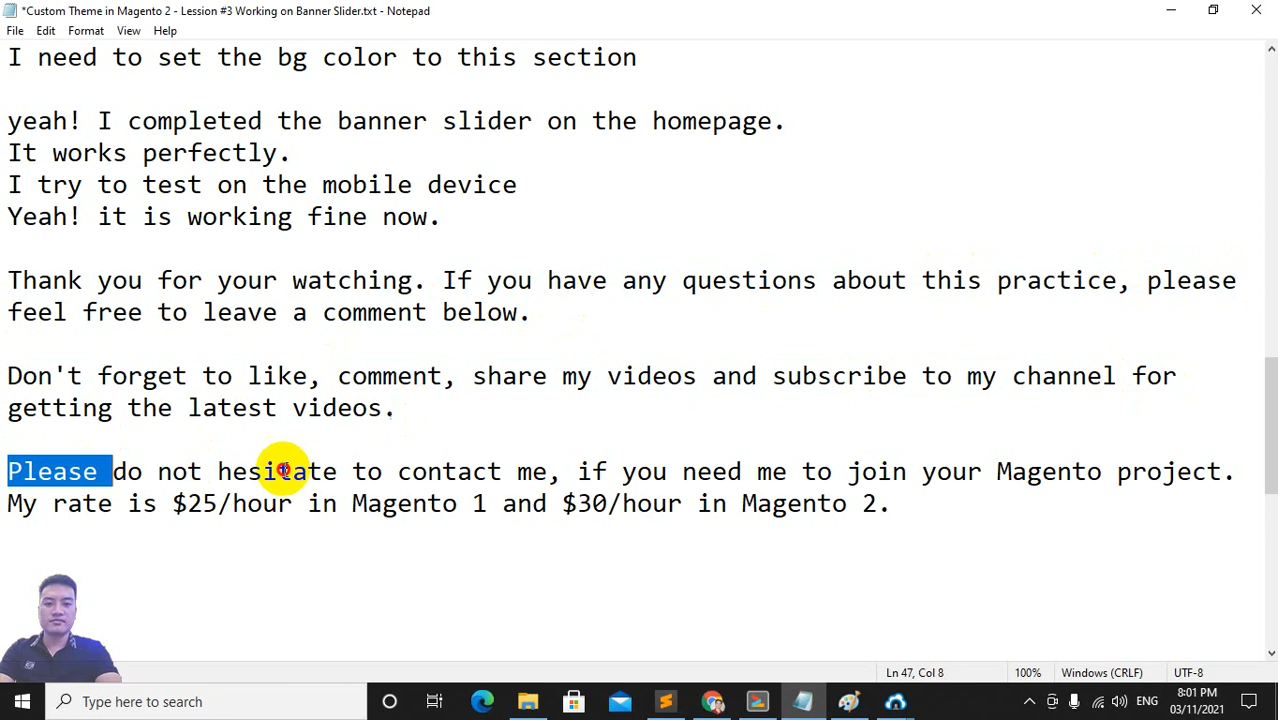 *Custom Theme in Magento 2 - Lession #3 Working on Banner Slider.txt - Notepad
File Edit Format View Help
I need to set the bg color to this section
yeah! I completed the banner slider on the homepage.
It works perfectly.
I try to test on the mobile device
Yeah! it is working fine now.
Thank you for your watching. If you have any questions about this practice, please
feel free to leave a comment below.
Don't forget to like, comment, share my videos and subscribe to my channel for
getting the latest videos.
Please do not hesitate to contact me, if you need me to join your Magento project.
My rate is $25/hour in Magento 1 and $30/hour in Magento 2.
Ln 47, Col 8 100% Windows (CRLF) UTF-8
Type here to search
ENG
8:01 PM
03/11/2021